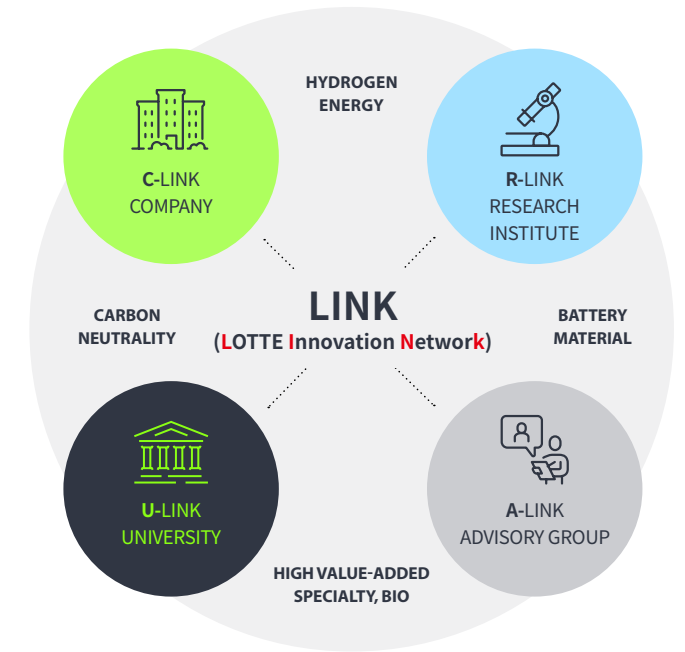 HYDROGEN
ENERGY
C-LINK
COMPANY
R-LINK
RESEARCH
INSTITUTE
CARBON
NEUTRALITY
LINK
(LOTTE Innovation Network)
BATTERY
MATERIAL
U-LINK
UNIVERSITY
A-LINK
ADVISORY GROUP
HIGH VALUE-ADDED
SPECIALTY, BIO